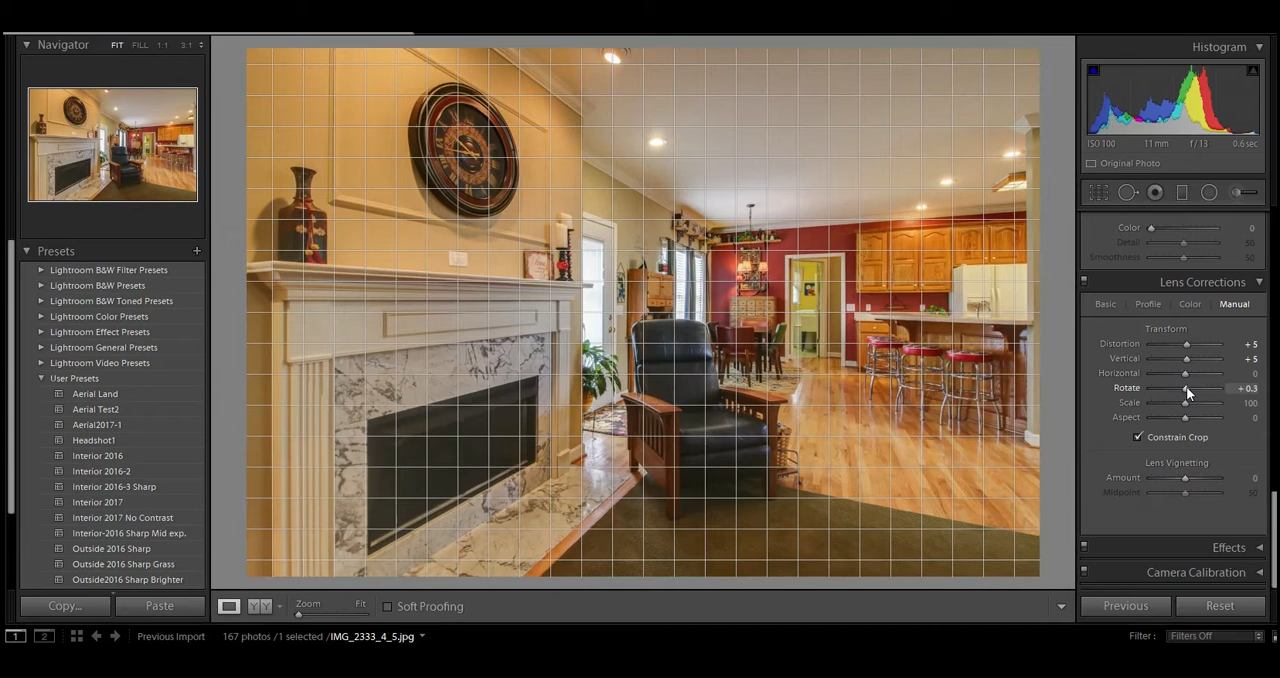 Navigator
FIT FILL 1:1 3:1
Presets +
Lightroom B&W Filter Presets
Lightroom B&W Presets
Lightroom B&W Toned Presets
Lightroom Color Presets
Lightroom Effect Presets
Lightroom General Presets
Lightroom Video Presets
User Presets
Aerial Land
Aerial Test2
Aerial2017-1
Headshot1
Interior 2016
Interior 2016-2
Interior 2016-3 Sharp
Interior 2017
Interior 2017 No Contrast
Interior-2016 Sharp Mid exp.
Outside 2016 Sharp
Outside 2016 Sharp Grass
Outside2016 Sharp Brighter
Copy... Paste
Zoom Fit Soft Proofing
Histogram
ISO 100 11 mm f / 13 0.6 sec
Original Photo
Color 0
Detail 50
Smoothness 50
Lens Corrections
Basic Profile Color Manual
Transform
Distortion + 5
Vertical + 5
Horizontal 0
Rotate + 0.3
Scale 100
Aspect 0
Constrain Crop
Lens Vignetting
Amount 0
Midpoint 50
Effects
Camera Calibration
Previous Reset
1 2 Previous Import 167 photos / 1 selected / IMG_2333_4_5.jpg Filter : Filters Off